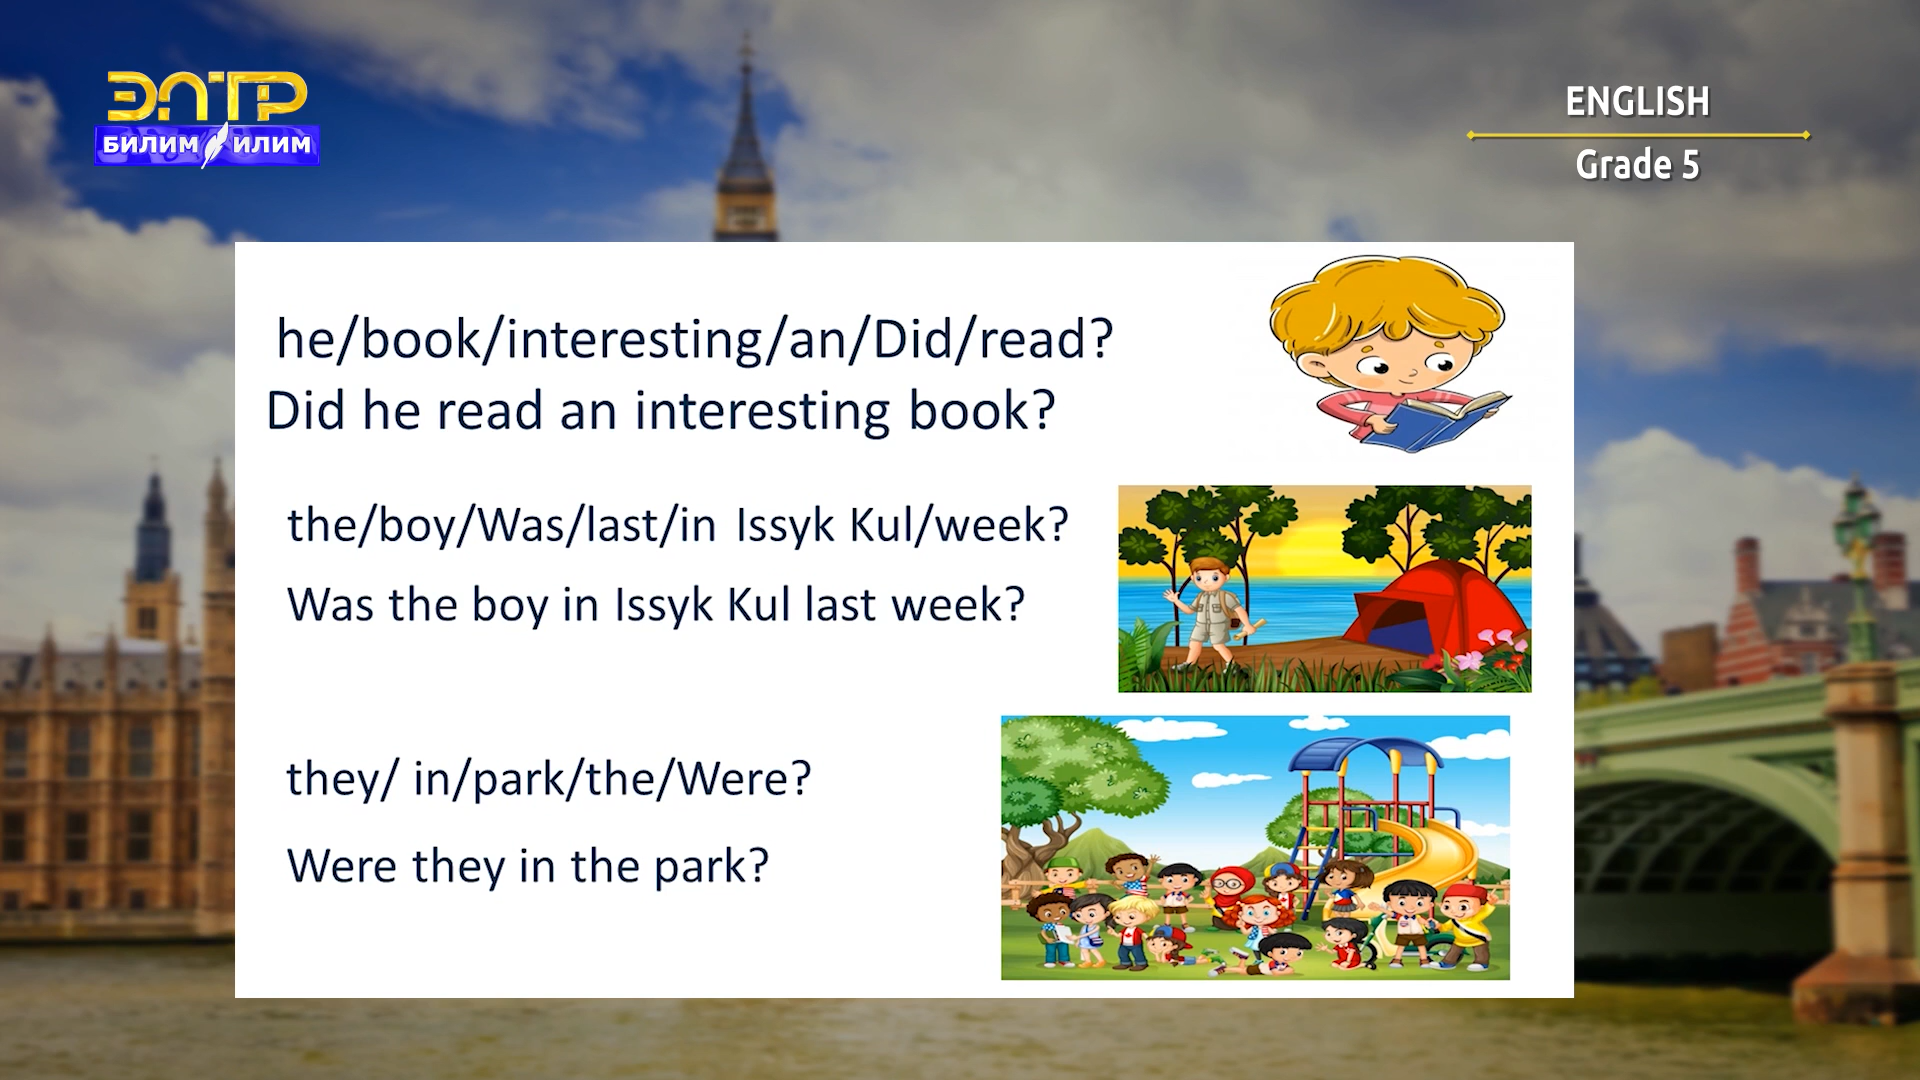 ЭЛТР
БИЛИМ ИЛИМ
ENGLISH
Grade 5
he/book/interesting/an/Did/read?
Did he read an interesting book?
the/boy/Was/last/in Issyk Kul/week?
Was the boy in Issyk Kul last week?
they/ in/park/the/Were?
Were they in the park?